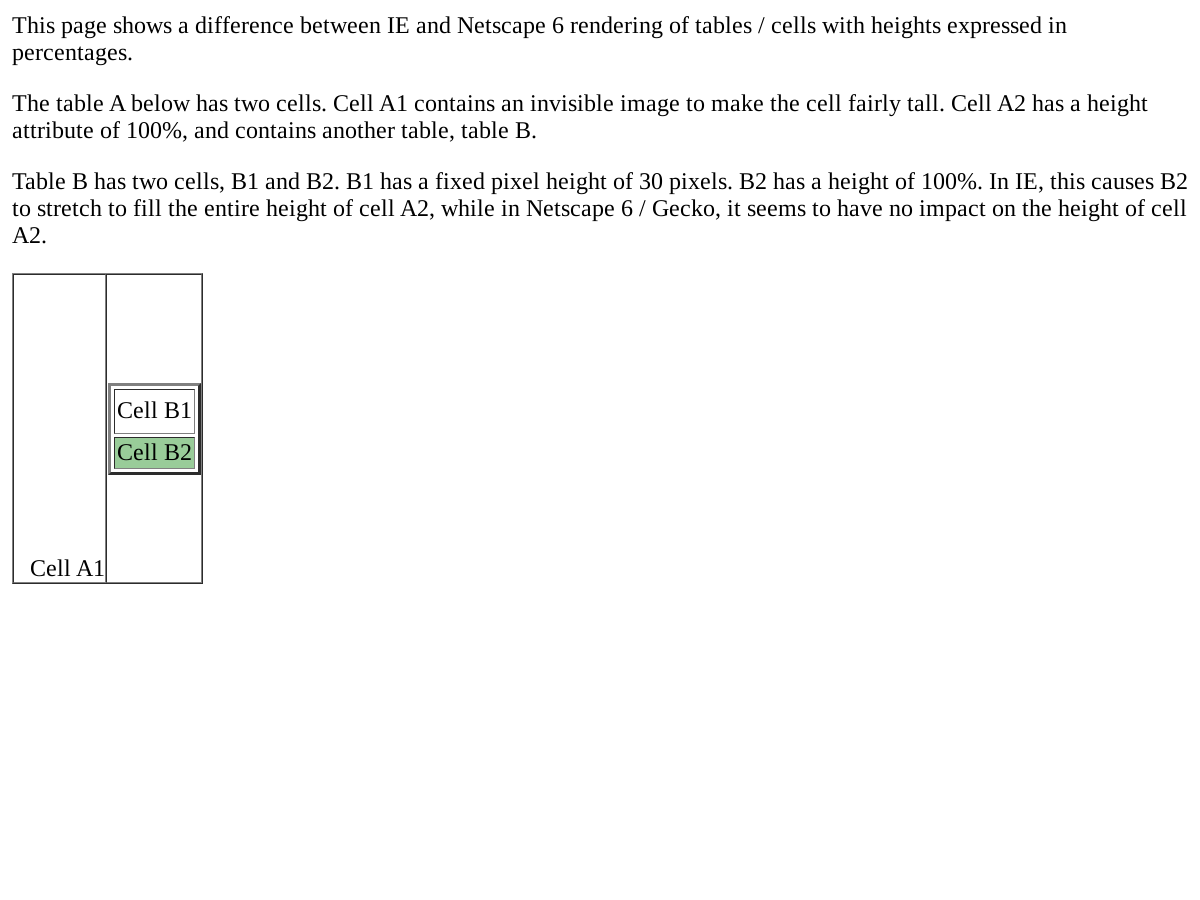 This page shows a difference between IE and Netscape 6 rendering of tables / cells with heights expressed in
percentages.
The table A below has two cells. Cell A1 contains an invisible image to make the cell fairly tall. Cell A2 has a height
attribute of 100%, and contains another table, table B.
Table B has two cells, B1 and B2. B1 has a fixed pixel height of 30 pixels. B2 has a height of 100%. In IE, this causes B2
to stretch to fill the entire height of cell A2, while in Netscape 6 / Gecko, it seems to have no impact on the height of cell
A2.
Cell B1
Cell B2
Cell A1